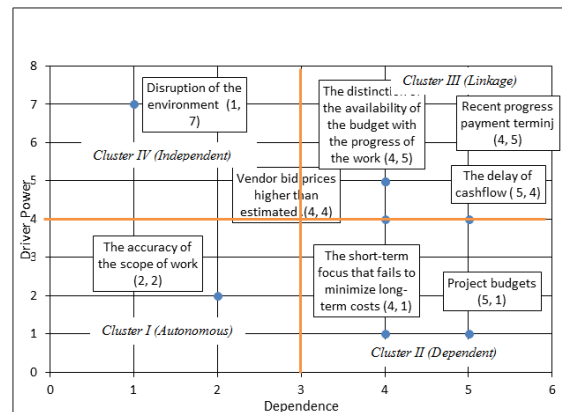 8
7
6
5
4
3
2
1
0
0
1
2
3
4
5
6
Driver Power
Dependence
Disruption of the
environment (1,
7)
Cluster IV (Independent)
The distinction of
the availability of
the budget with
the progress of
the work (4, 5)
Cluster III (Linkage)
Recent progress
payment terminj
(4, 5)
Vendor bid prices
higher than
estimated (4, 4)
The delay of
cashflow ( 5, 4)
The accuracy of
the scope of work
(2, 2)
Cluster I (Autonomous)
The short-term
focus that fails to
minimize long-
term costs (4, 1)
Project budgets
(5, 1)
Cluster II (Dependent)